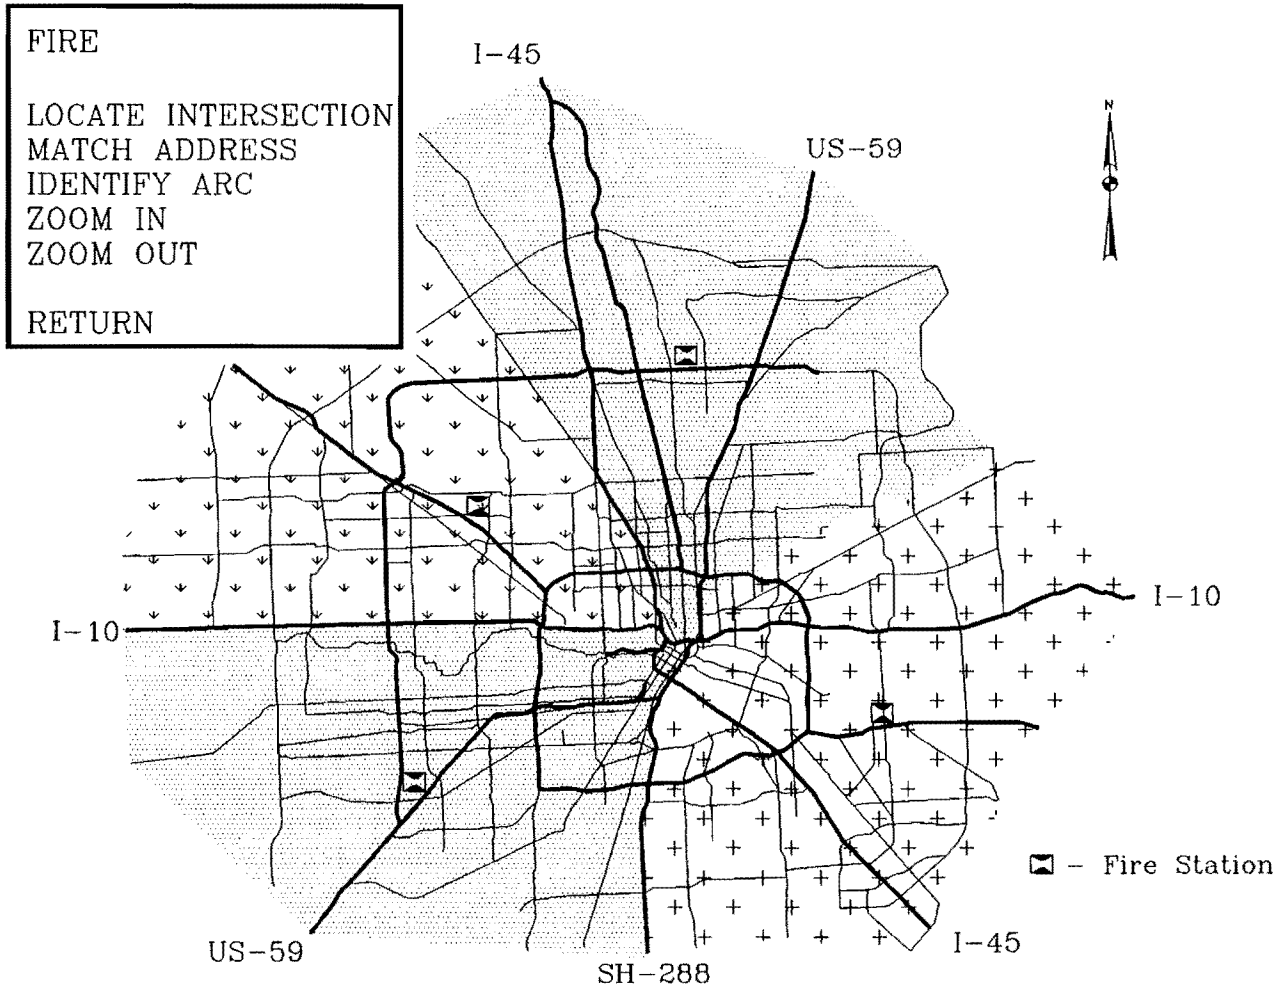 FIRE
LOCATE INTERSECTION
MATCH ADDRESS
IDENTIFY ARC
ZOOM IN
ZOOM OUT
RETURN
I-45
US-59
N
I-10
I-10
- Fire Station
US-59
I-45
SH-288